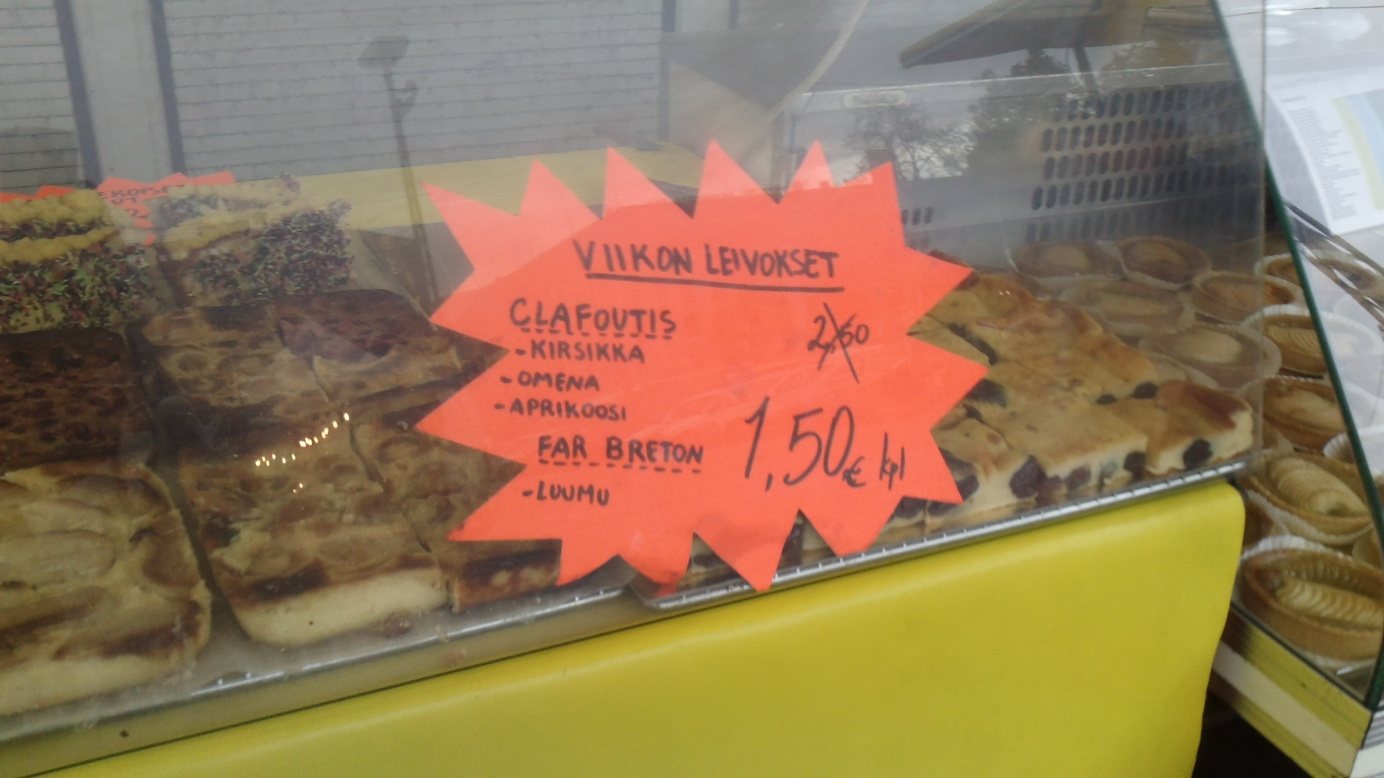 VIIKON LEIVOKSET
CLAFOUTIS
2,50
-KIRSIKKA
-OMENA
-APRIKOOSI
FAR BRETON
1,50€ kpl
-LUUMU